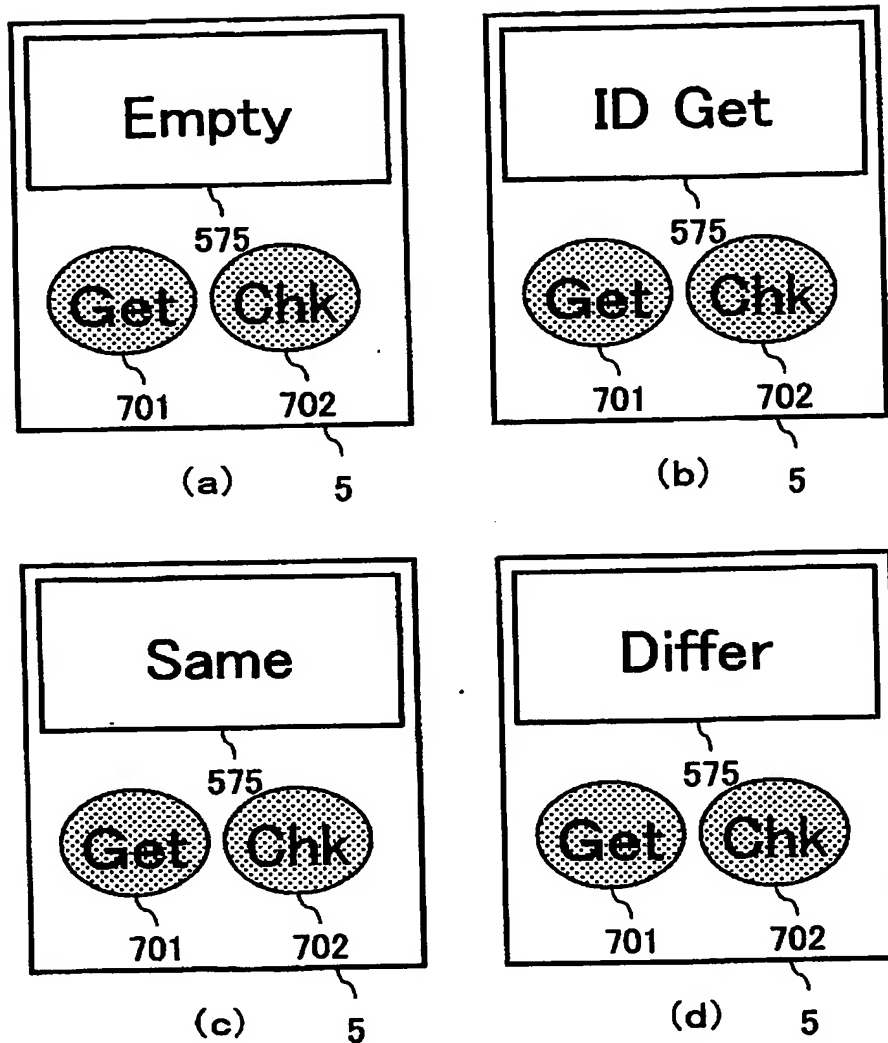 Empty
575
Get
Chk
701
702
(a)
5
ID Get
575
Get
Chk
701
702
(b)
5
Same
575
Get
Chk
701
702
(c)
5
Differ
575
Get
Chk
701
702
(d)
5